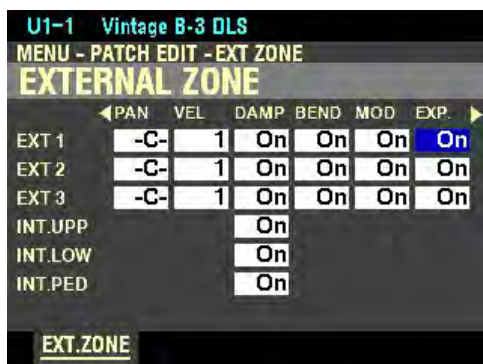 U1-1 Vintage B-3 DLS
MENU - PATCH EDIT - EXT ZONE
EXTERNAL ZONE
PAN VEL DAMP BEND MOD EXP.
EXT 1 -C- 1 On On On On
EXT 2 -C- 1 On On On On
EXT 3 -C- 1 On On On On
INT.UPP On
INT.LOW On
INT.PED On
EXT.ZONE